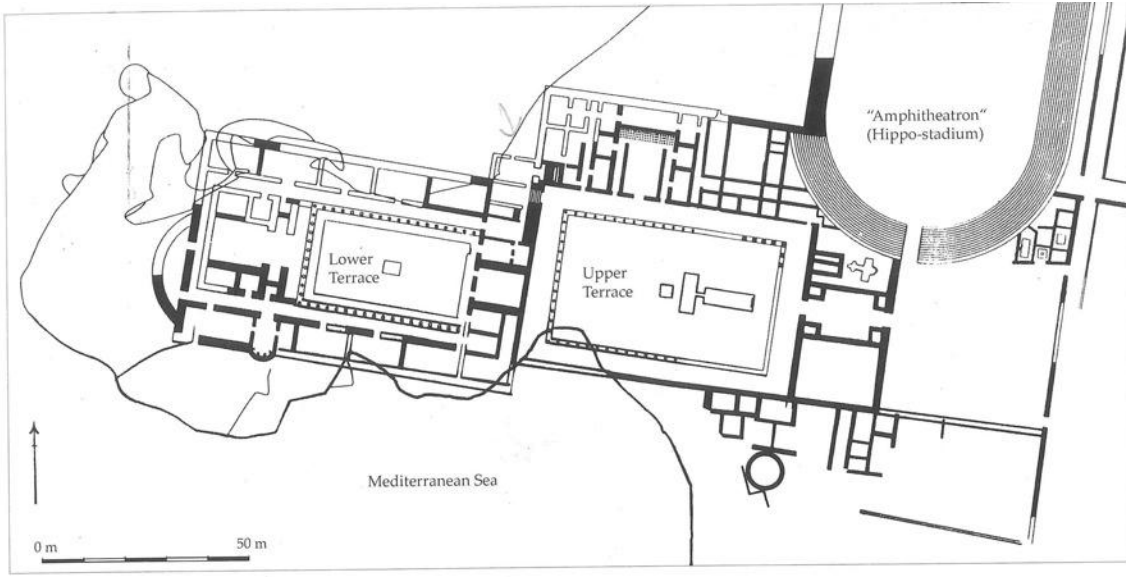 "Amphitheatron"
(Hippo-stadium)
Lower
Terrace
Upper
Terrace
Mediterranean Sea
0 m
50 m